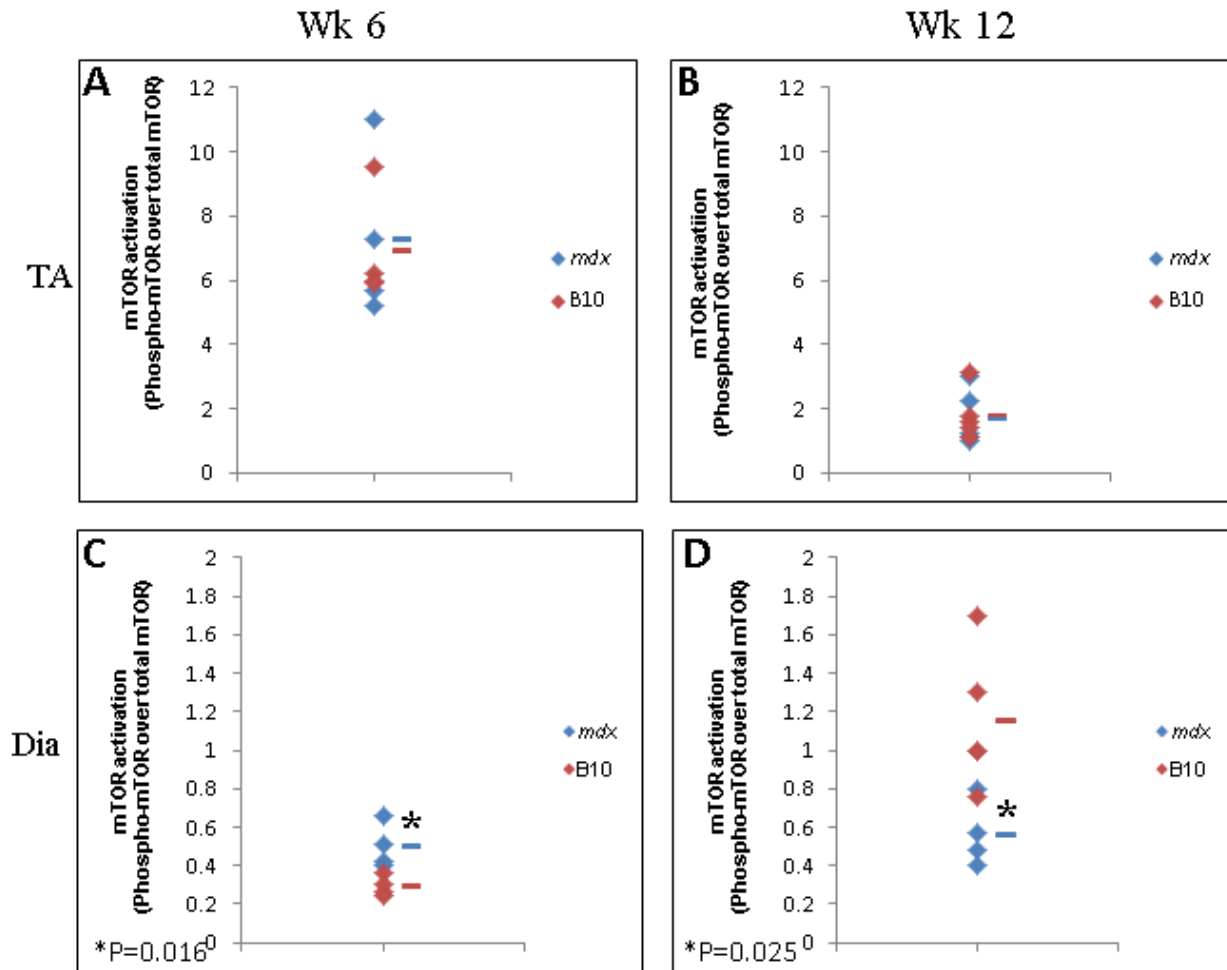 Wk 6
Wk 12
TA
Dia
A
mTOR activation
(Phospho-mTOR over total mTOR)
12
10
8
6
4
2
0
mdx
B10
B
mTOR activatiion
(Phospho-mTOR over total mTOR)
12
10
8
6
4
2
0
mdx
B10
C
mTOR activation
(Phospho-mTOR over total mTOR)
2
1.8
1.6
1.4
1.2
1
0.8
0.6
0.4
0.2
0
*
mdx
B10
*P=0.016
D
mTOR activation
(Phospho-mTOR over total mTOR)
2
1.8
1.6
1.4
1.2
1
0.8
0.6
0.4
0.2
0
*
mdx
B10
*P=0.025